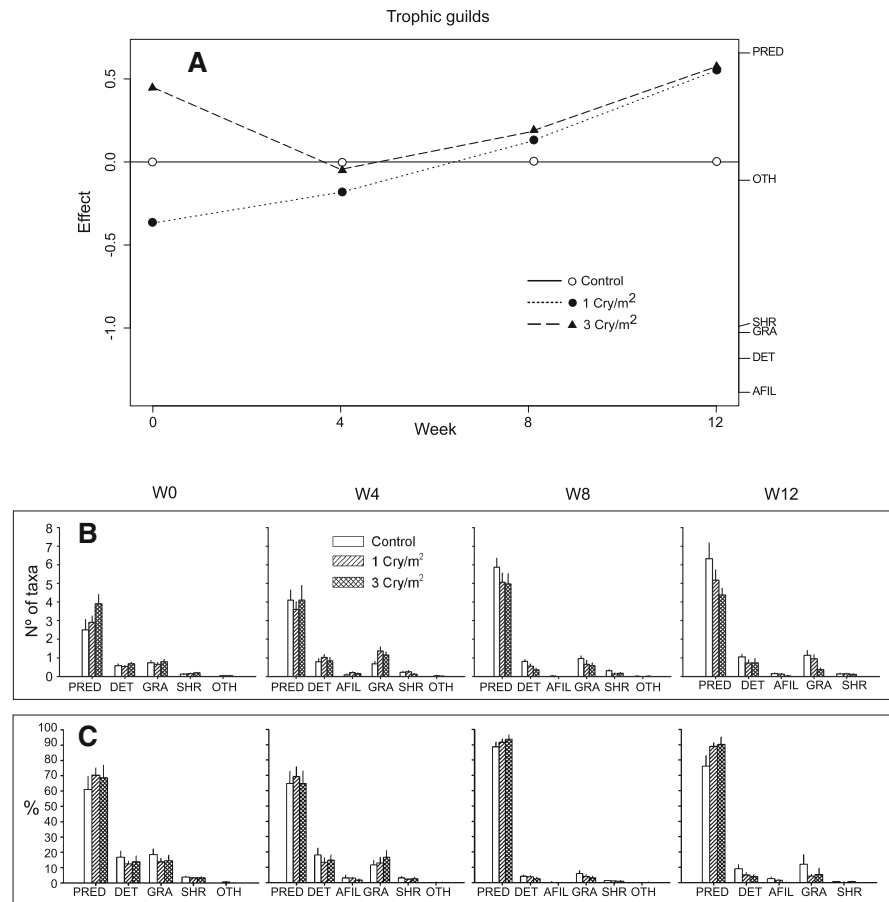 Trophic guilds
A
PRED
0.5
0.0
OTH
Effect
-0.5
Control
1 Cry/m2
3 Cry/m2
-1.0
SHR
GRA
DET
AFIL
0 4 8 12
Week
W0 W4 W8 W12
B
Nº of taxa
8
7
6
5
4
3
2
1
0
Control
1 Cry/m2
3 Cry/m2
PRED DET GRA SHR OTH PRED DET AFIL GRA SHR OTH PRED DET AFIL GRA SHR OTH PRED DET AFIL GRA SHR
C
%
100
90
80
70
60
50
40
30
20
10
0
PRED DET GRA SHR OTH PRED DET AFIL GRA SHR OTH PRED DET AFIL GRA SHR OTH PRED DET AFIL GRA SHR